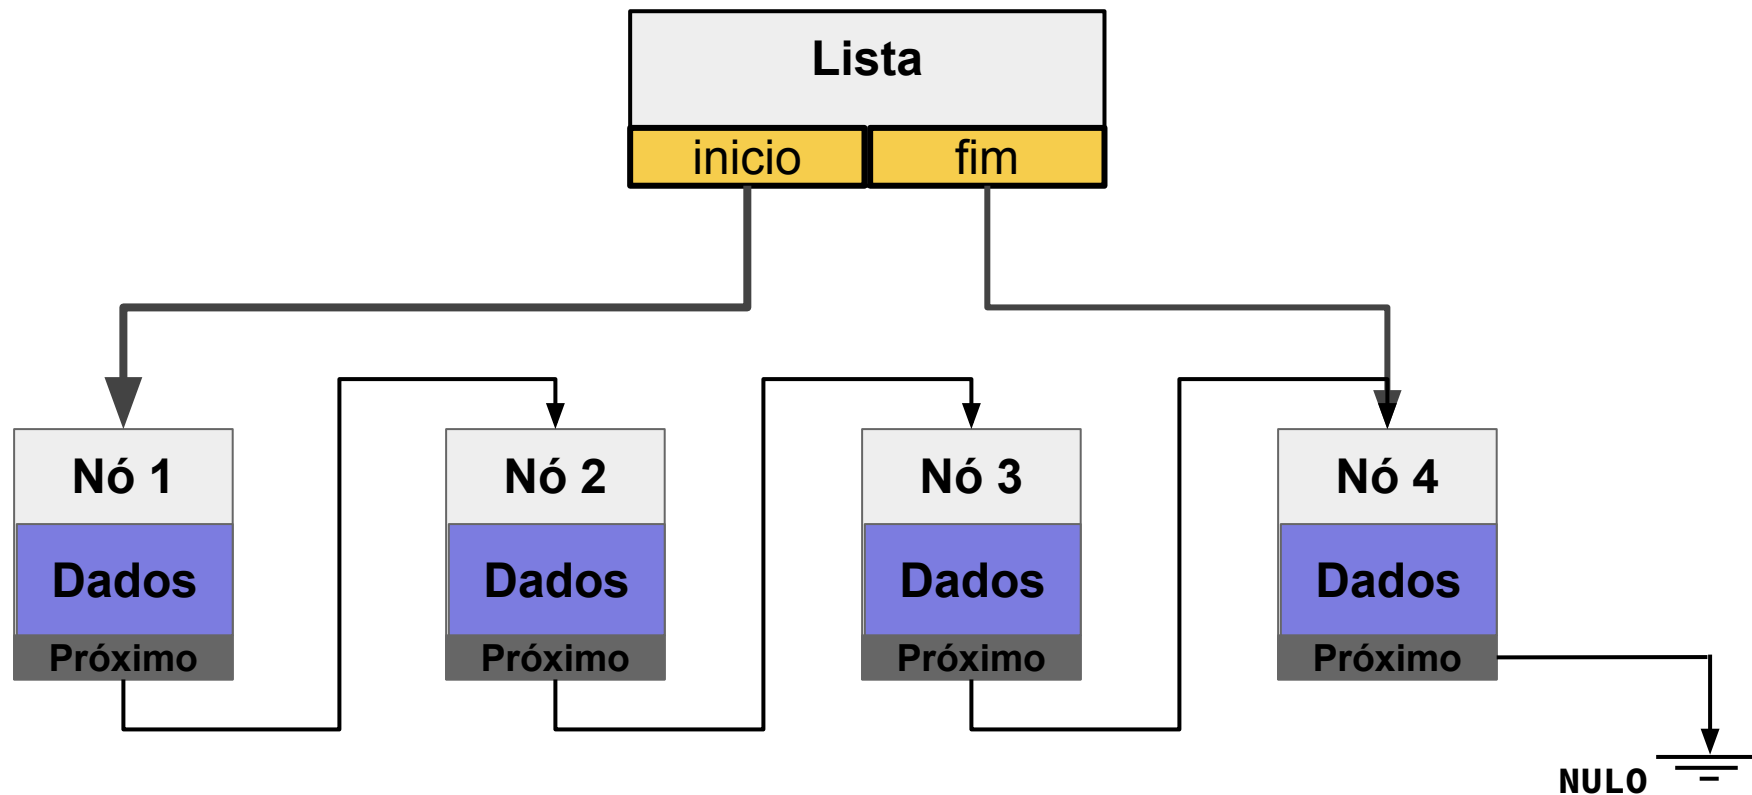 Lista
inicio fim
Nó 1 Nó 2 Nó 3 Nó 4
Dados Dados Dados Dados
Próximo Próximo Próximo Próximo
NULO